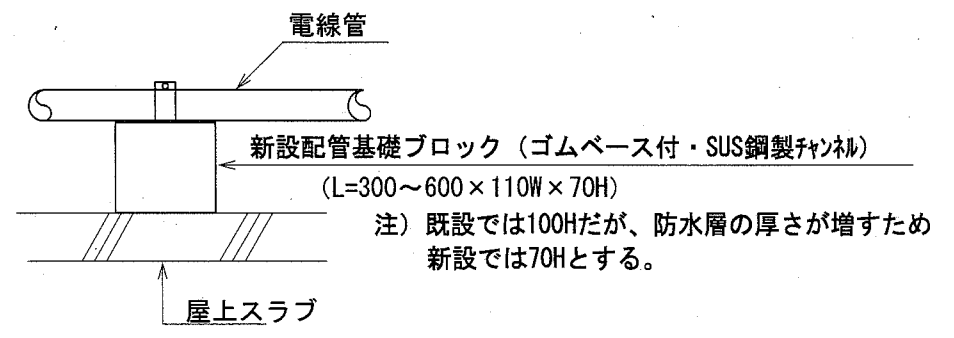 電線管
新設配管基礎ブロック（ゴムベース付・SUS鋼製ﾁｬﾝﾈﾙ）
（L=300～600×110W×70H）
注）既設では100Hだが、防水層の厚さが増すため
新設では70Hとする。
屋上スラブ